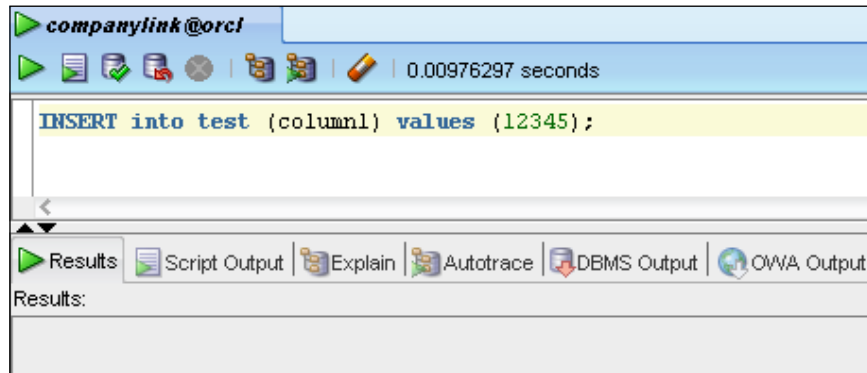 companylink@orcl
0.00976297 seconds
INSERT into test (column1) values (12345);
Results Script Output Explain Autotrace DBMS Output OWA Output
Results: